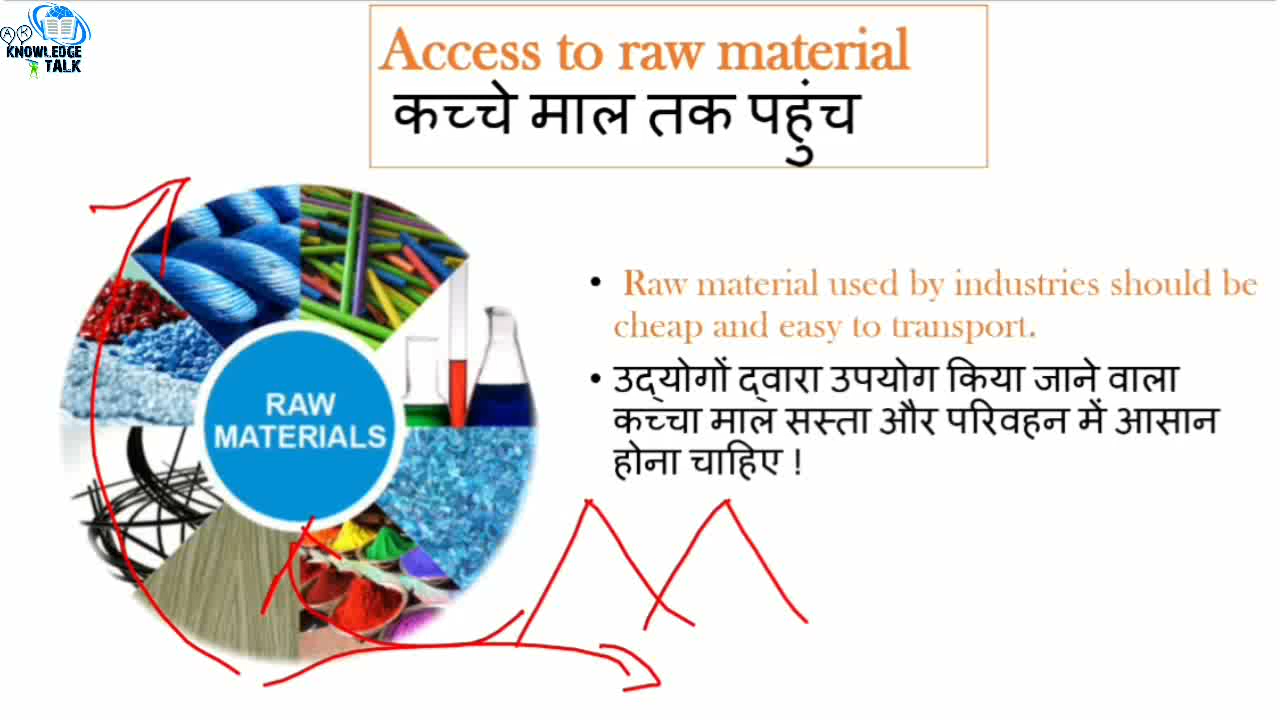 AK
KNOWLEDGE
TALK
Access to raw material
कच्चे माल तक पहुंच
RAW
MATERIALS
• Raw material used by industries should be
cheap and easy to transport.
• उद्योगों द्वारा उपयोग किया जाने वाला
कच्चा माल सस्ता और परिवहन में आसान
होना चाहिए !